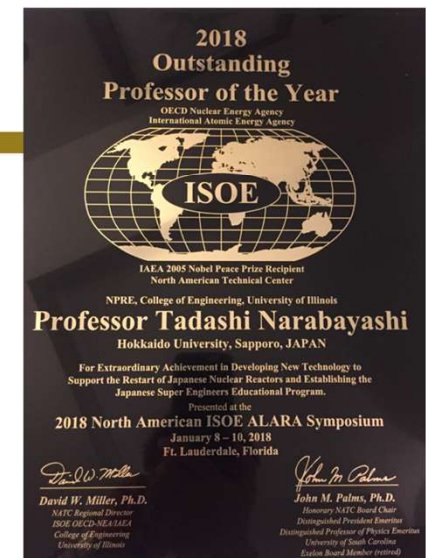 2018
Outstanding
Professor of the Year
OECD Nuclear Energy Agency
International Atomic Energy Agency
ISOE
IAEA 2005 Nobel Peace Prize Recipient
North American Technical Center
NPRE, College of Engineering, University of Illinois
Professor Tadashi Narabayashi
Hokkaido University, Sapporo, JAPAN
For Extraordinary Achievement in Developing New Technology to
Support the Restart of Japanese Nuclear Reactors and Establishing the
Japanese Super Engineers Educational Program.
Presented at the
2018 North American ISOE ALARA Symposium
January 8 – 10, 2018
Ft. Lauderdale, Florida
David W. Miller
David W. Miller, Ph.D.
NATC Regional Director
ISOE OECD-NEA/IAEA
College of Engineering
University of Illinois
John M Palms
John M. Palms, Ph.D.
Honorary NATC Board Chair
Distinguished President Emeritus
Distinguished Professor of Physics Emeritus
University of South Carolina
Exelon Board Member (retired)